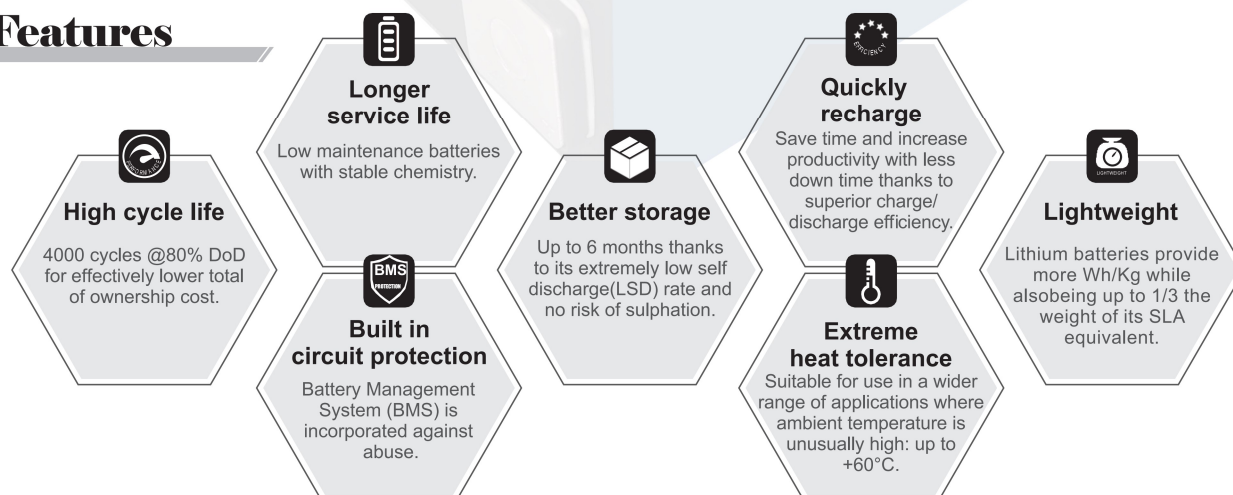 Features
Longer
service life
Low maintenance batteries
with stable chemistry.
EFFICIENCY
Quickly
recharge
Save time and increase
productivity with less
down time thanks to
superior charge/
discharge efficiency.
PERFORMANCE
High cycle life
4000 cycles @80% DoD
for effectively lower total
of ownership cost.
Better storage
Up to 6 months thanks
to its extremely low self
discharge(LSD) rate and
no risk of sulphation.
LIGHTWEIGHT
Lightweight
Lithium batteries provide
more Wh/Kg while
alsobeing up to 1/3 the
weight of its SLA
equivalent.
BMS
PROTECTION
Built in
circuit protection
Battery Management
System (BMS) is
incorporated against
abuse.
Extreme
heat tolerance
Suitable for use in a wider
range of applications where
ambient temperature is
unusually high: up to
+60°C.